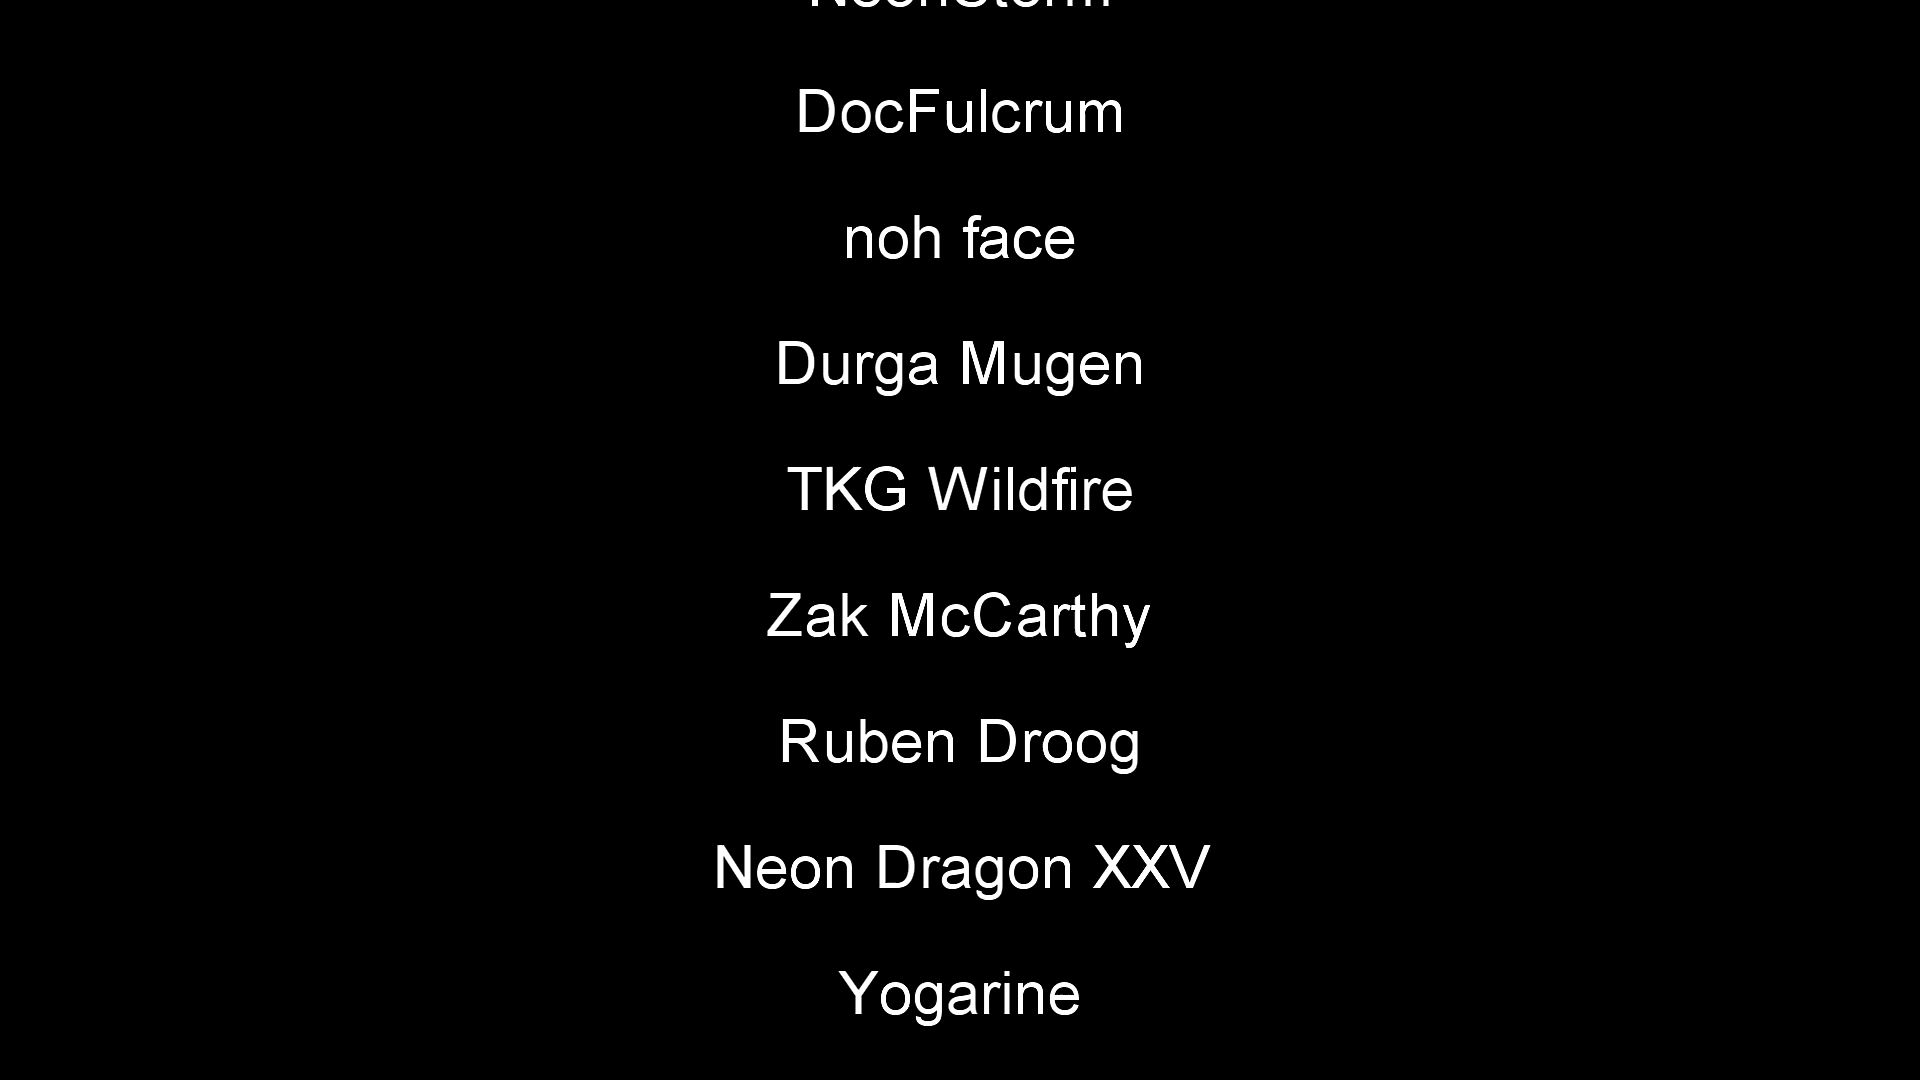 DocFulcrum
noh face
Durga Mugen
TKG Wildfire
Zak McCarthy
Ruben Droog
Neon Dragon XXV
Yogarine